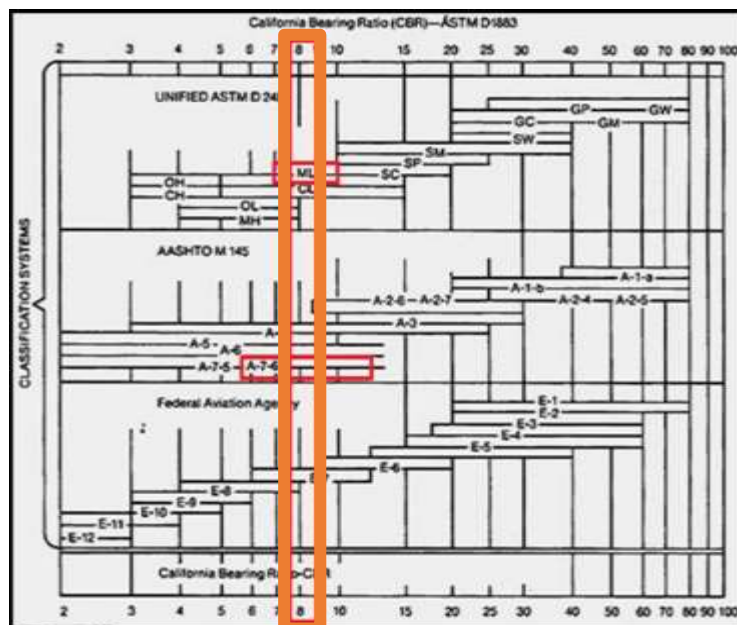 California Bearing Ratio (CBR)—ASTM D1883
2 3 4 5 6 7 8 10 15 20 25 30 40 50 60 70 80 90 100
UNIFIED ASTM D 24
GP GW
GC GM
SW
SM
SP
ML SC
OH CL
CH
OL
MH
CLASSIFICATION SYSTEMS
AASHTO M 145
A-1-a
A-1-b
A-2-6 A-2-7 A-2-4 A-2-5
A-3
A-5
A-6
A-7-5 A-7-6
Federal Aviation Agency
E-1
E-2
E-3
E-4
E-5
E-6
E-8
E-9
E-10
E-11
E-12
California Bearing Ratio-CBR
2 3 4 5 6 7 8 10 15 20 25 30 40 50 60 70 80 90 100